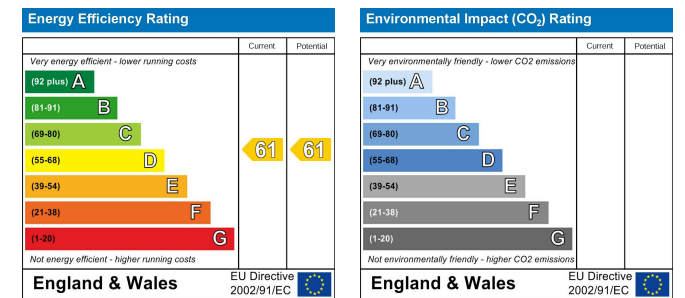 Energy Efficiency Rating
Current Potential
Very energy efficient - lower running costs
(92 plus) A
(81-91) B
(69-80) C
(55-68) D
(39-54) E
(21-38) F
(1-20) G
61 61
Not energy efficient - higher running costs
England & Wales
EU Directive
2002/91/EC
Environmental Impact (CO₂) Rating
Current Potential
Very environmentally friendly - lower CO2 emissions
(92 plus) A
(81-91) B
(69-80) C
(55-68) D
(39-54) E
(21-38) F
(1-20) G
Not environmentally friendly - higher CO2 emissions
England & Wales
EU Directive
2002/91/EC